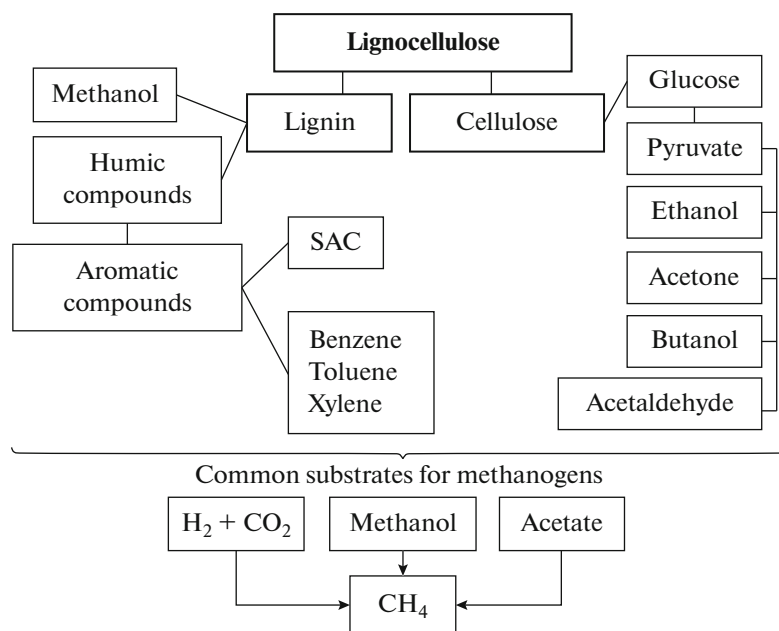 Lignocellulose
Methanol
Lignin
Cellulose
Glucose
Humic
compounds
Pyruvate
Ethanol
Aromatic
compounds
SAC
Acetone
Benzene
Toluene
Xylene
Butanol
Acetaldehyde
Common substrates for methanogens
H₂ + CO₂
Methanol
Acetate
CH₄